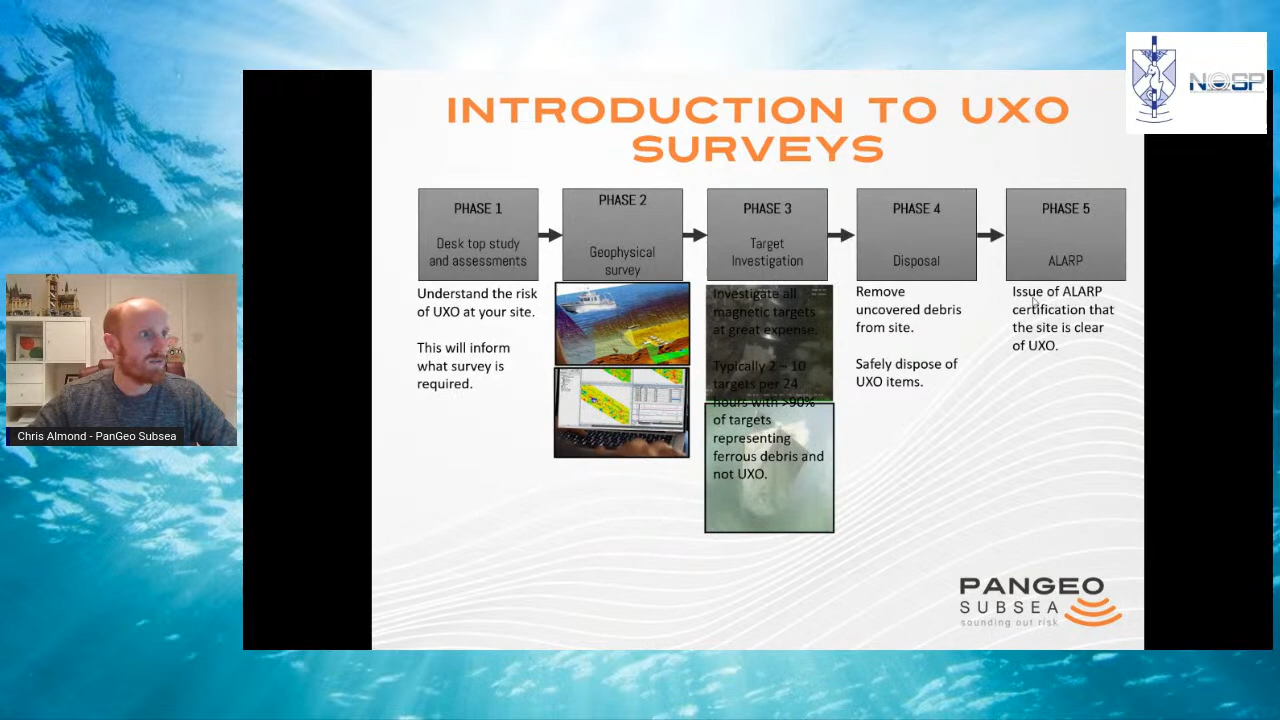 INTRODUCTION TO UXO
SURVEYS
NOSP
PHASE 1
Desk top study
and assessments
PHASE 2
Geophysical
survey
PHASE 3
Target
Investigation
PHASE 4
Disposal
PHASE 5
ALARP
Understand the risk
of UXO at your site.
This will inform
what survey is
required.
Investigate all
magnetic targets
at great expense.
Typically 2 – 10
targets per 24
hours with >90%
of targets
representing
ferrous debris and
not UXO.
Remove
uncovered debris
from site.
Safely dispose of
UXO items.
Issue of ALARP
certification that
the site is clear
of UXO.
Chris Almond - PanGeo Subsea
PANGEO
SUBSEA
sounding out risk